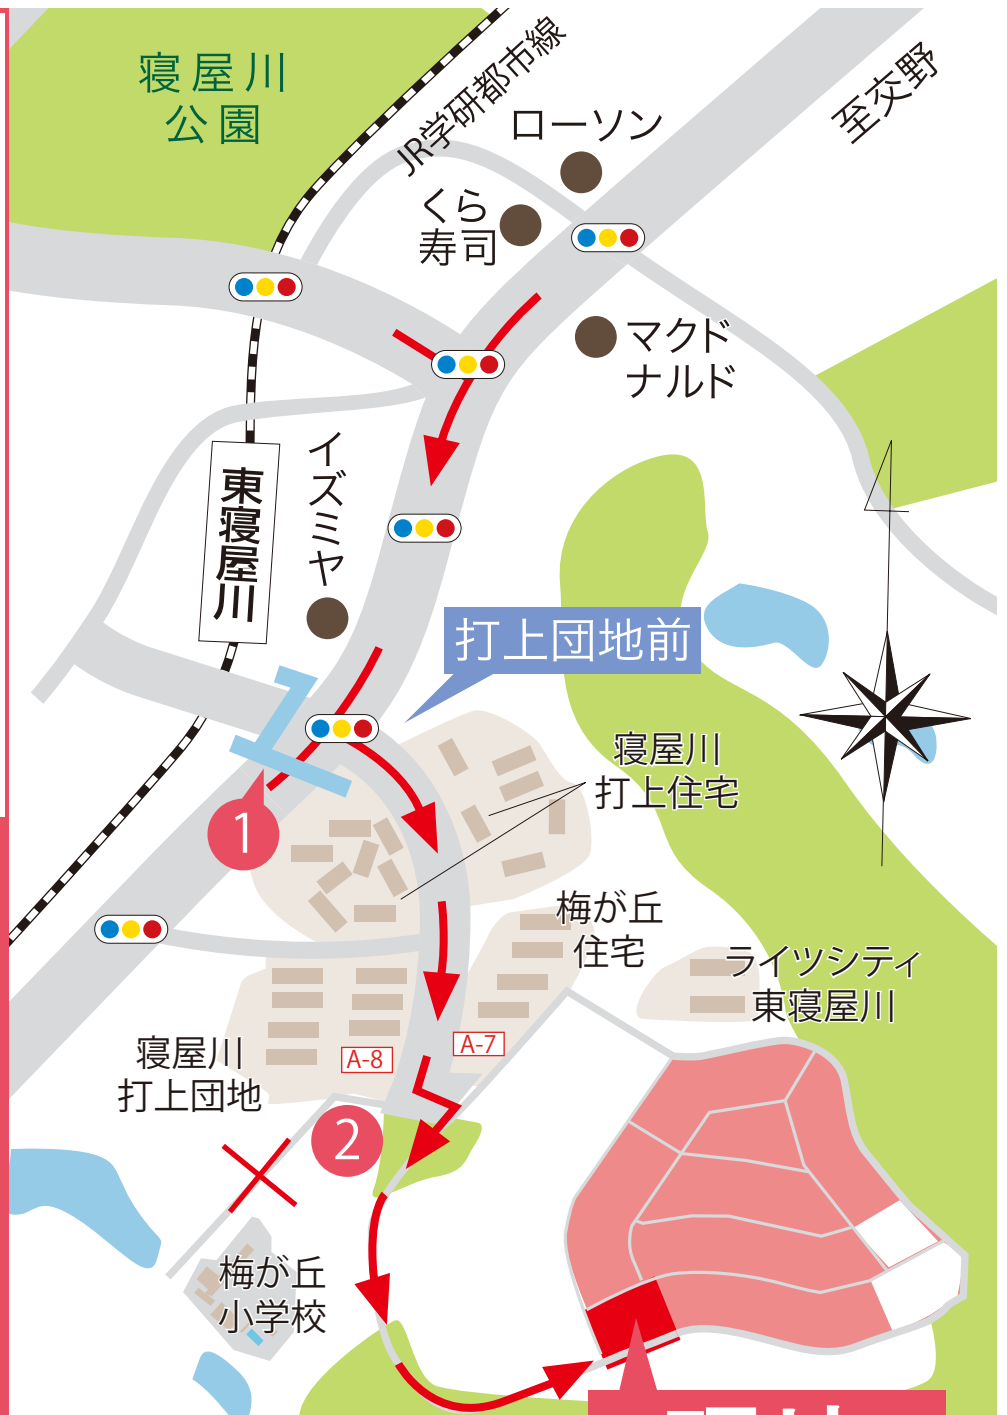 寝屋川
公園
JR学研都市線
ローソン
至交野
くら
寿司
マクド
ナルド
イズミヤ
東寝屋川
打上団地前
寝屋川
打上住宅
1
梅が丘
住宅
ライツシティ
東寝屋川
A-8
A-7
寝屋川
打上団地
2
梅が丘
小学校